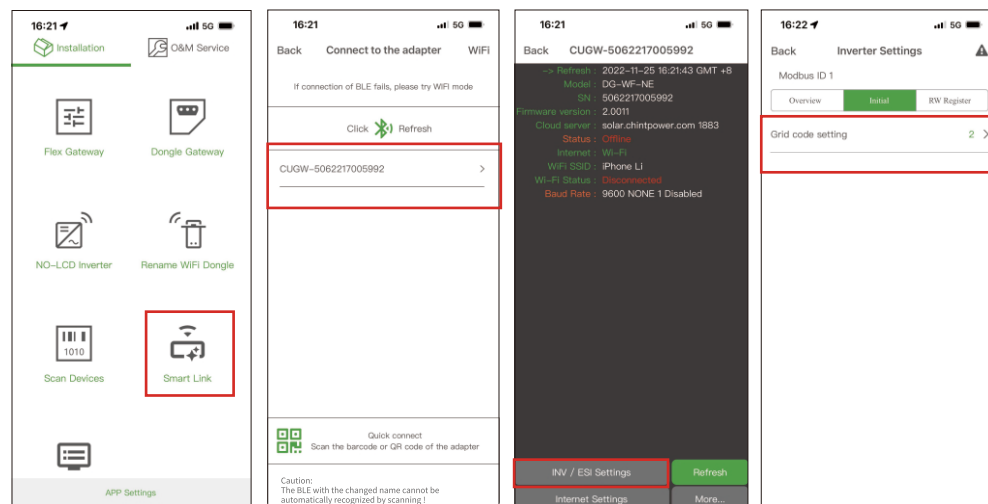 16:21
5G
Installation
O&M Service
Flex Gateway
Dongle Gateway
NO-LCD Inverter
Rename WiFi Dongle
1010
Scan Devices
Smart Link
APP Settings
16:21
5G
Back
Connect to the adapter
WiFi
If connection of BLE fails, please try WIFI mode
Click
Refresh
CUGW-5062217005992
Quick connect
Scan the barcode or QR code of the adapter
Caution:
The BLE with the changed name cannot be
automatically recognized by scanning !
16:21
5G
Back
CUGW-5062217005992
-> Refresh : 2022-11-25 16:21:43 GMT +8
Model : DG-WF-NE
SN : 5062217005992
Firmware version : 2.0011
Cloud server : solar.chintpower.com 1883
Status : Offline
Internet : Wi-Fi
WiFi SSID : iPhone Li
Wi-Fi Status : Disconnected
Baud Rate : 9600 NONE 1 Disabled
INV / ESI Settings
Refresh
Internet Settings
More...
16:22
5G
Back
Inverter Settings
Modbus ID 1
Overview
Initial
RW Register
Grid code setting
2